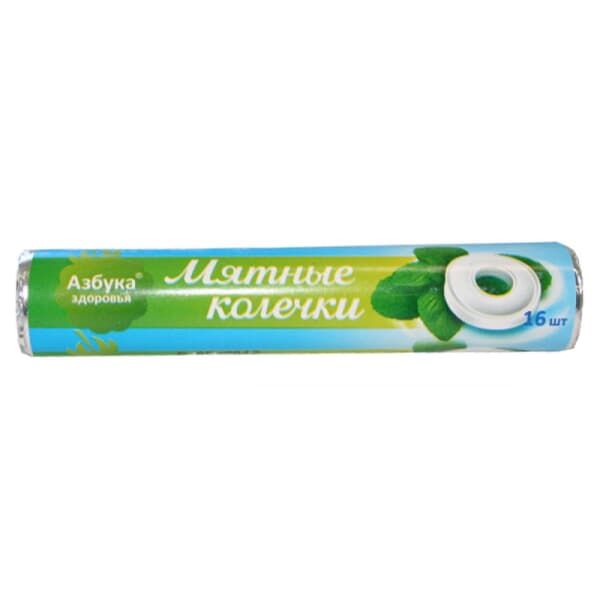 Азбука®
здоровья
Мятные
колечки
16 шт